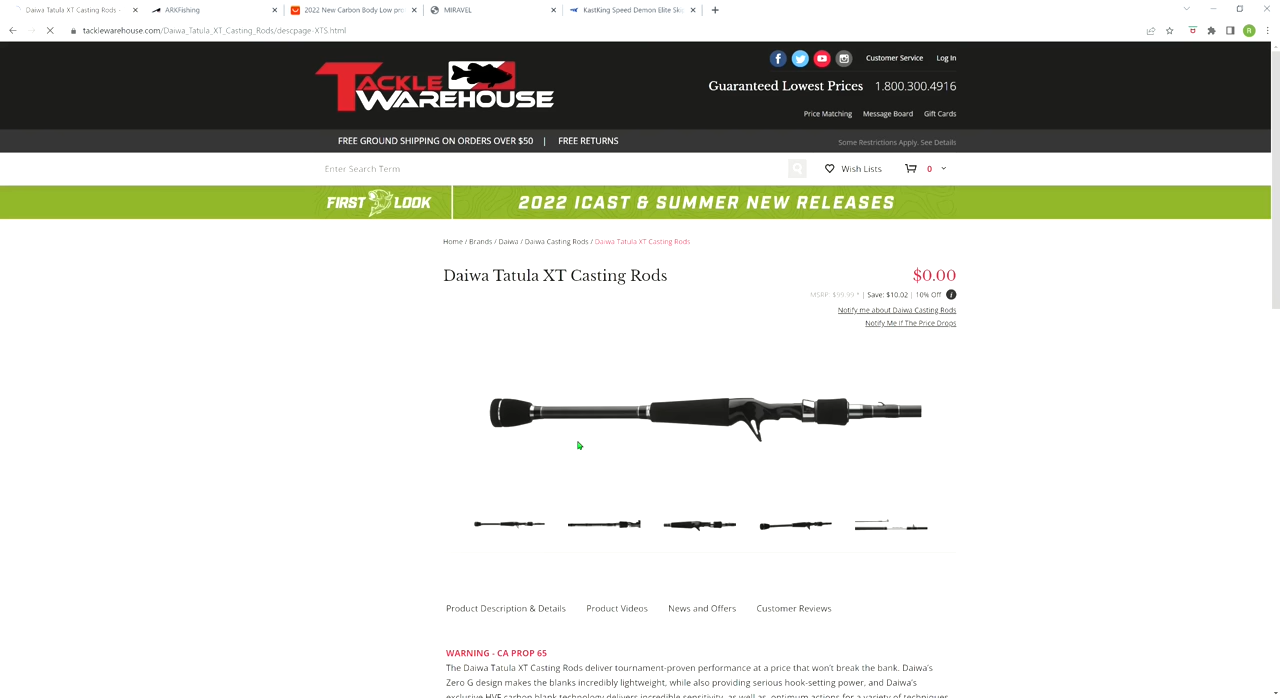 Daiwa Tatula XT Casting Rods -
ARKFishing
2022 New Carbon Body Low pro
MIRAVEL
KastKing Speed Demon Elite Ski
tacklewarehouse.com/Daiwa_Tatula_XT_Casting_Rods/descpage-XTS.html
R
TACKLE WAREHOUSE
Customer Service Log In
Guaranteed Lowest Prices 1.800.300.4916
Price Matching Message Board Gift Cards
FREE GROUND SHIPPING ON ORDERS OVER $50 | FREE RETURNS
Some Restrictions Apply. See Details
Enter Search Term
Wish Lists 0
FIRST LOOK 2022 ICAST & SUMMER NEW RELEASES
Home / Brands / Daiwa / Daiwa Casting Rods / Daiwa Tatula XT Casting Rods
Daiwa Tatula XT Casting Rods $0.00
MSRP: $99.99 * | Save: $10.02 | 10% Off i
Notify me about Daiwa Casting Rods
Notify Me if The Price Drops
Product Description & Details Product Videos News and Offers Customer Reviews
WARNING - CA PROP 65
The Daiwa Tatula XT Casting Rods deliver tournament-proven performance at a price that won't break the bank. Daiwa's
Zero G design makes the blanks incredibly lightweight, while also providing serious hook-setting power, and Daiwa's
exclusive HVF carbon blank technology delivers incredible sensitivity, as well as, optimum actions for a variety of techniques